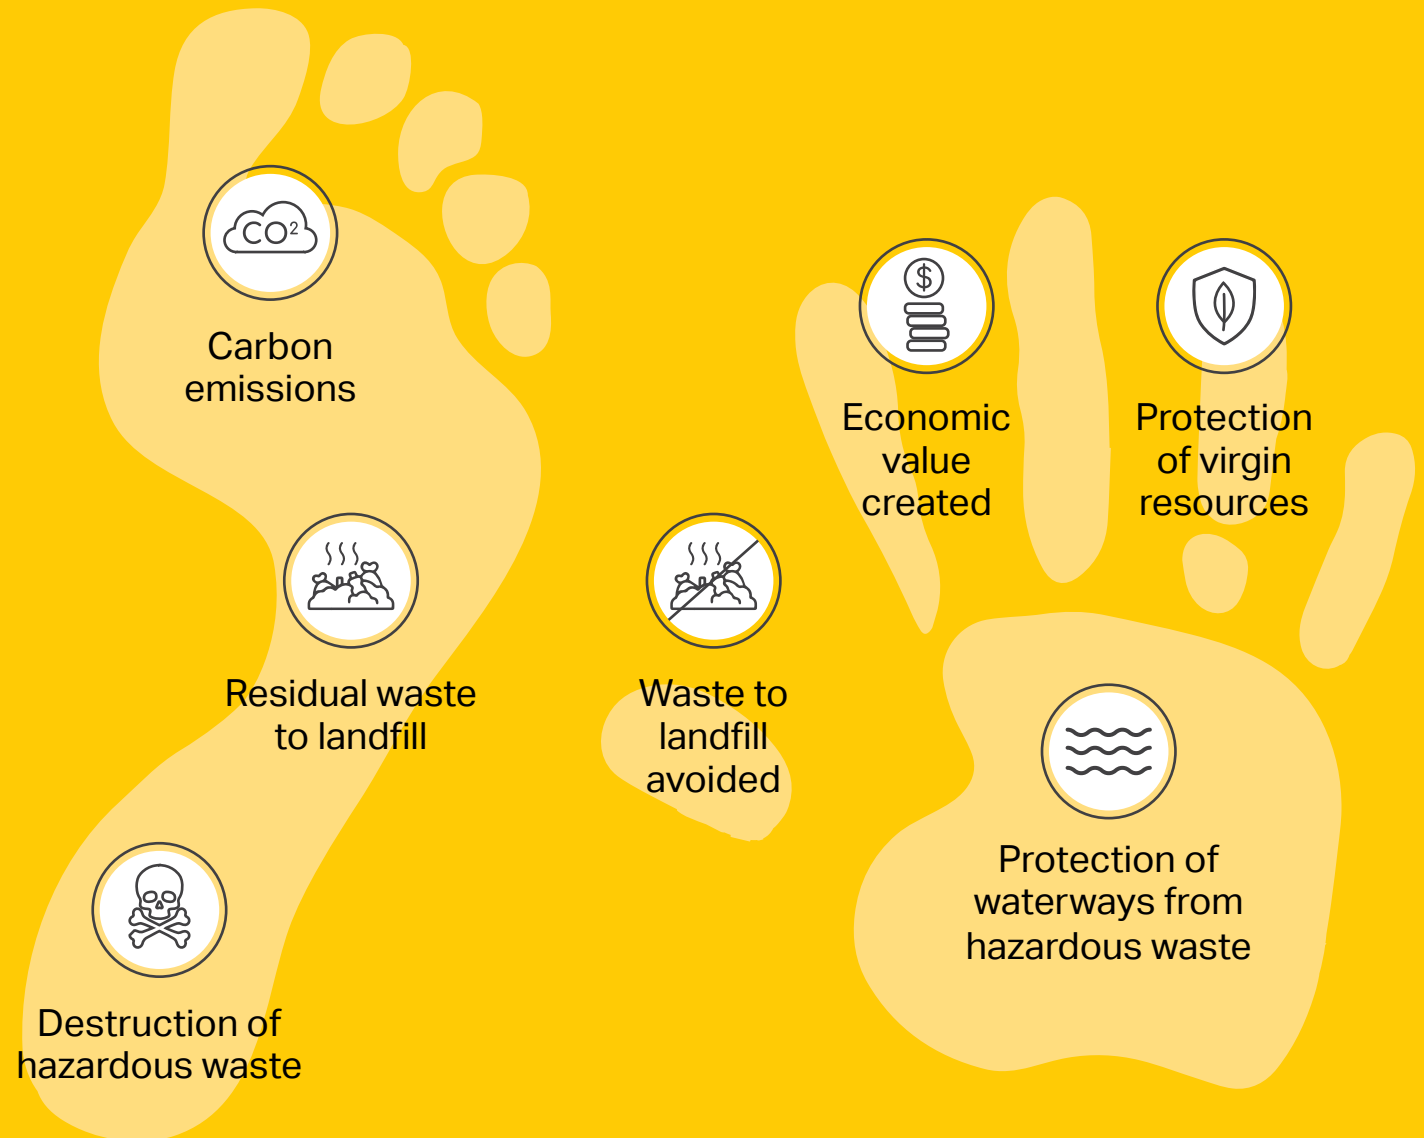 CO²
Carbon
emissions
Residual waste
to landfill
Destruction of
hazardous waste
Waste to
landfill
avoided
$
Economic
value
created
Protection
of virgin
resources
Protection of
waterways from
hazardous waste